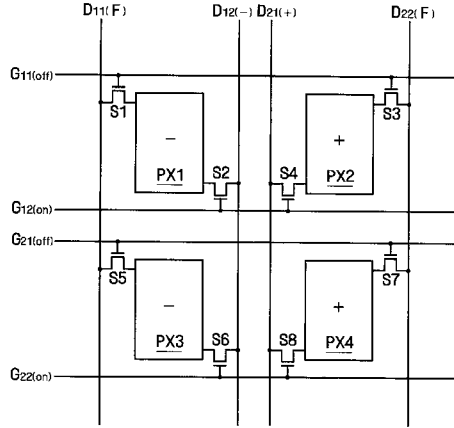 D11(F) D12(-) D21(+) D22(F)
G11(off)
S1 S3
- +
PX1 S2 S4 PX2
G12(on)
G21(off)
S5 S7
- +
PX3 S6 S8 PX4
G22(on)